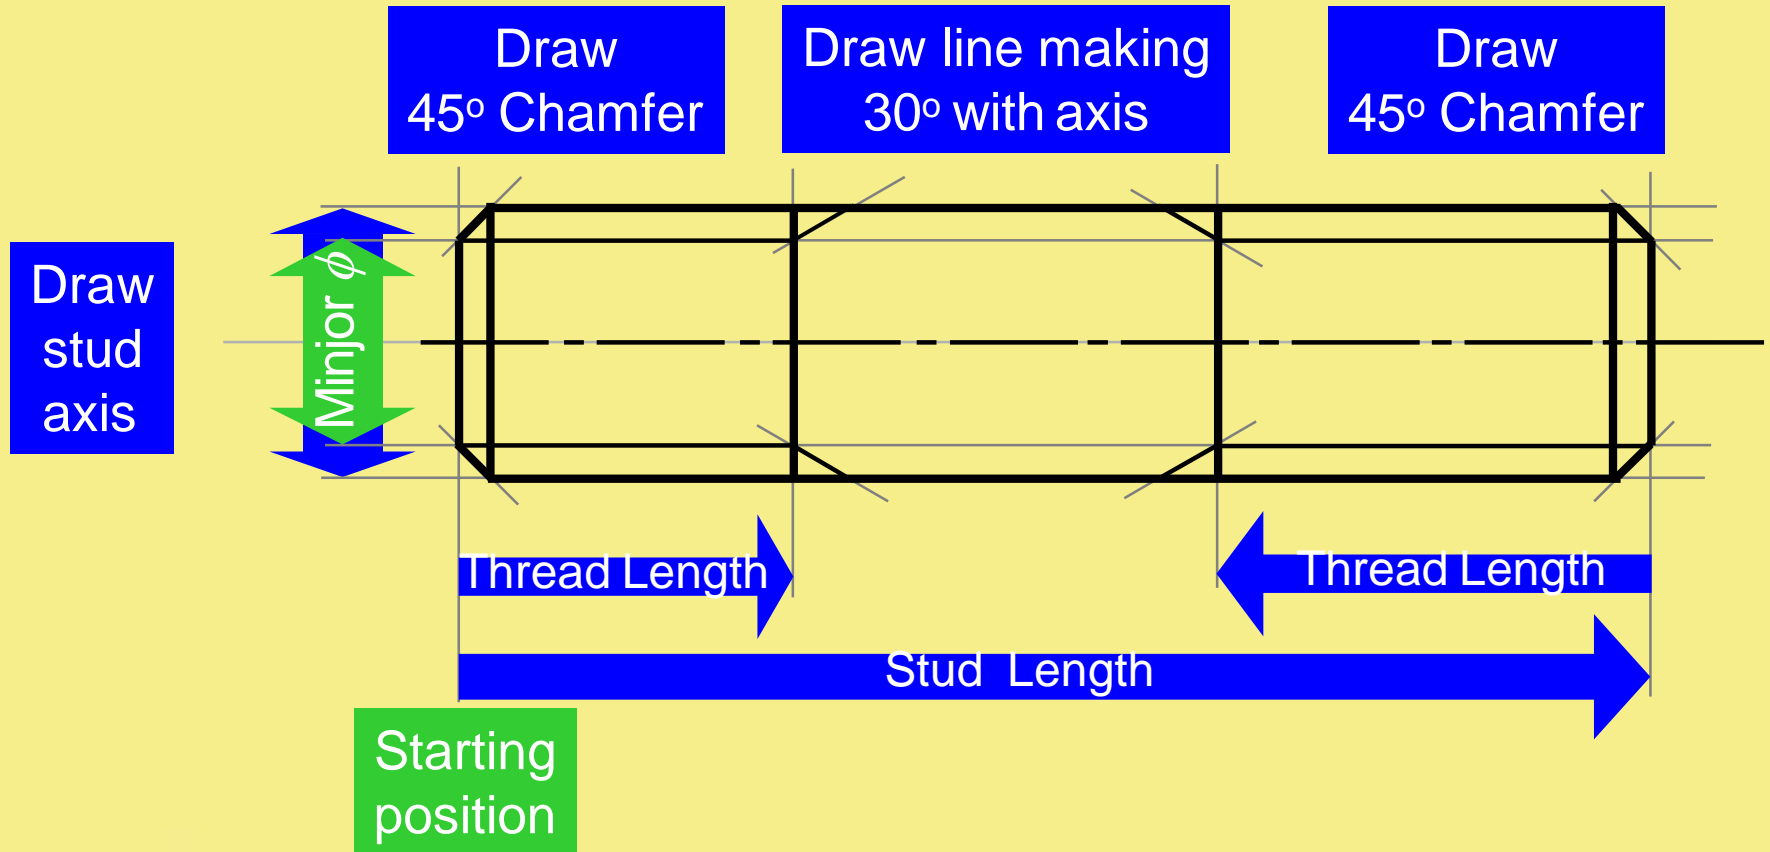 Draw
45º Chamfer
Draw line making
30º with axis
Draw
45º Chamfer
Draw
stud
axis
Minjor ϕ
Thread Length
Thread Length
Stud Length
Starting
position